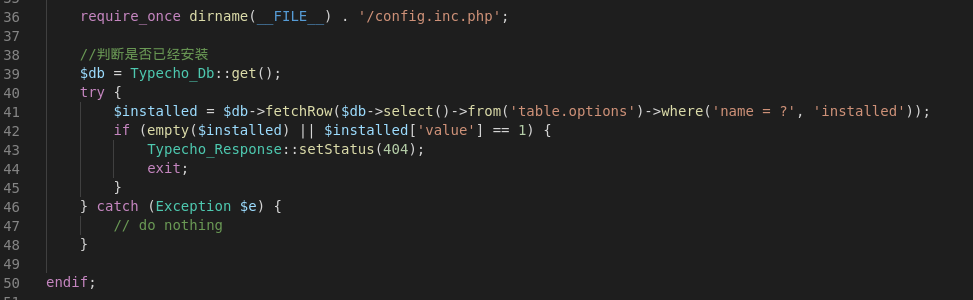 36 require_once dirname(__FILE__) . '/config.inc.php';
37
38 //判断是否已经安装
39 $db = Typecho_Db::get();
40 try {
41 $installed = $db->fetchRow($db->select()->from('table.options')->where('name = ?', 'installed'));
42 if (empty($installed) || $installed['value'] == 1) {
43 Typecho_Response::setStatus(404);
44 exit;
45 }
46 } catch (Exception $e) {
47 // do nothing
48 }
49
50 endif;